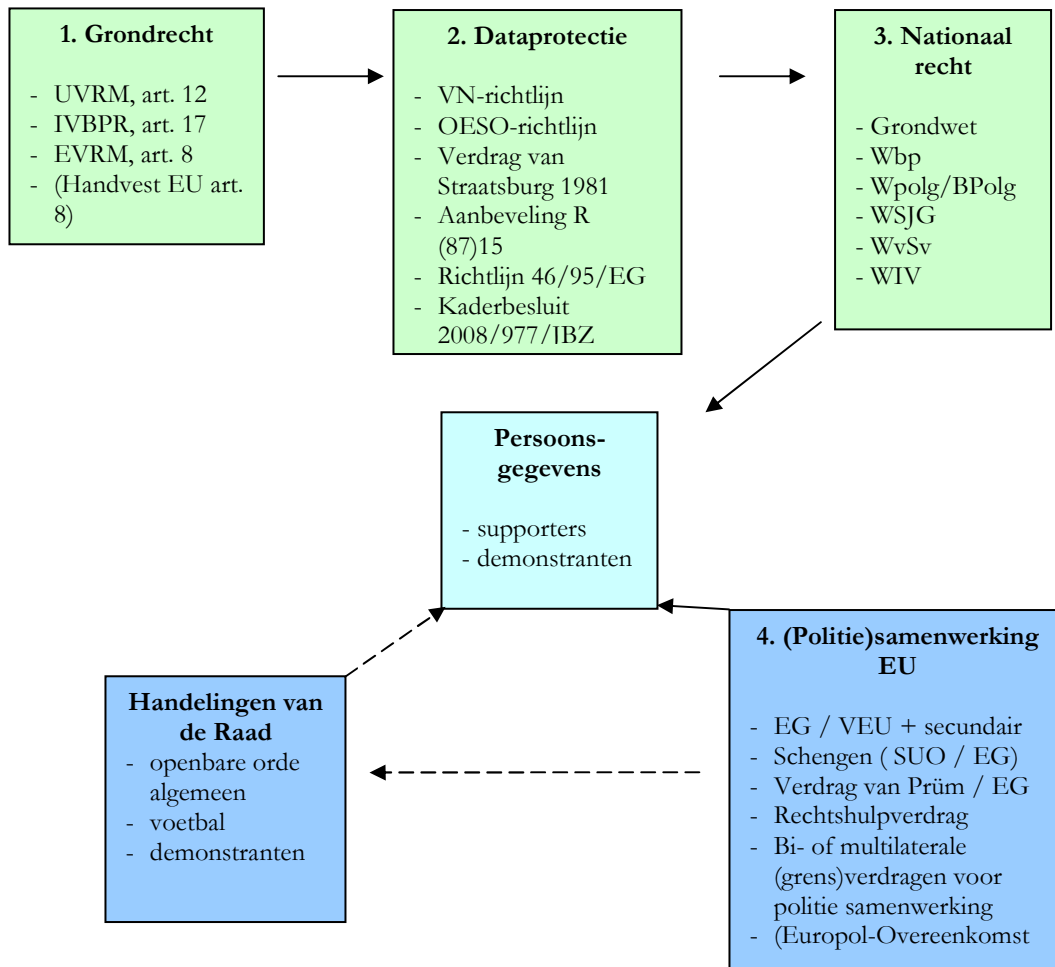 1. Grondrecht
- UVRM, art. 12
- IVBPR, art. 17
- EVRM, art. 8
- (Handvest EU art.
8)
2. Dataprotectie
- VN-richtlijn
- OESO-richtlijn
- Verdrag van
Straatsburg 1981
- Aanbeveling R
(87)15
- Richtlijn 46/95/EG
- Kaderbesluit
2008/977/JBZ
3. Nationaal
recht
- Grondwet
- Wbp
- Wpolg/BPolg
- WSJG
- WvSv
- WIV
Persoons-
gegevens
- supporters
- demonstranten
Handelingen van
de Raad
- openbare orde
algemeen
- voetbal
- demonstranten
4. (Politie)samenwerking
EU
- EG / VEU + secundair
- Schengen ( SUO / EG)
- Verdrag van Prüm / EG
- Rechtshulpverdrag
- Bi- of multilaterale
(grens)verdragen voor
politie samenwerking
- (Europol-Overeenkomst